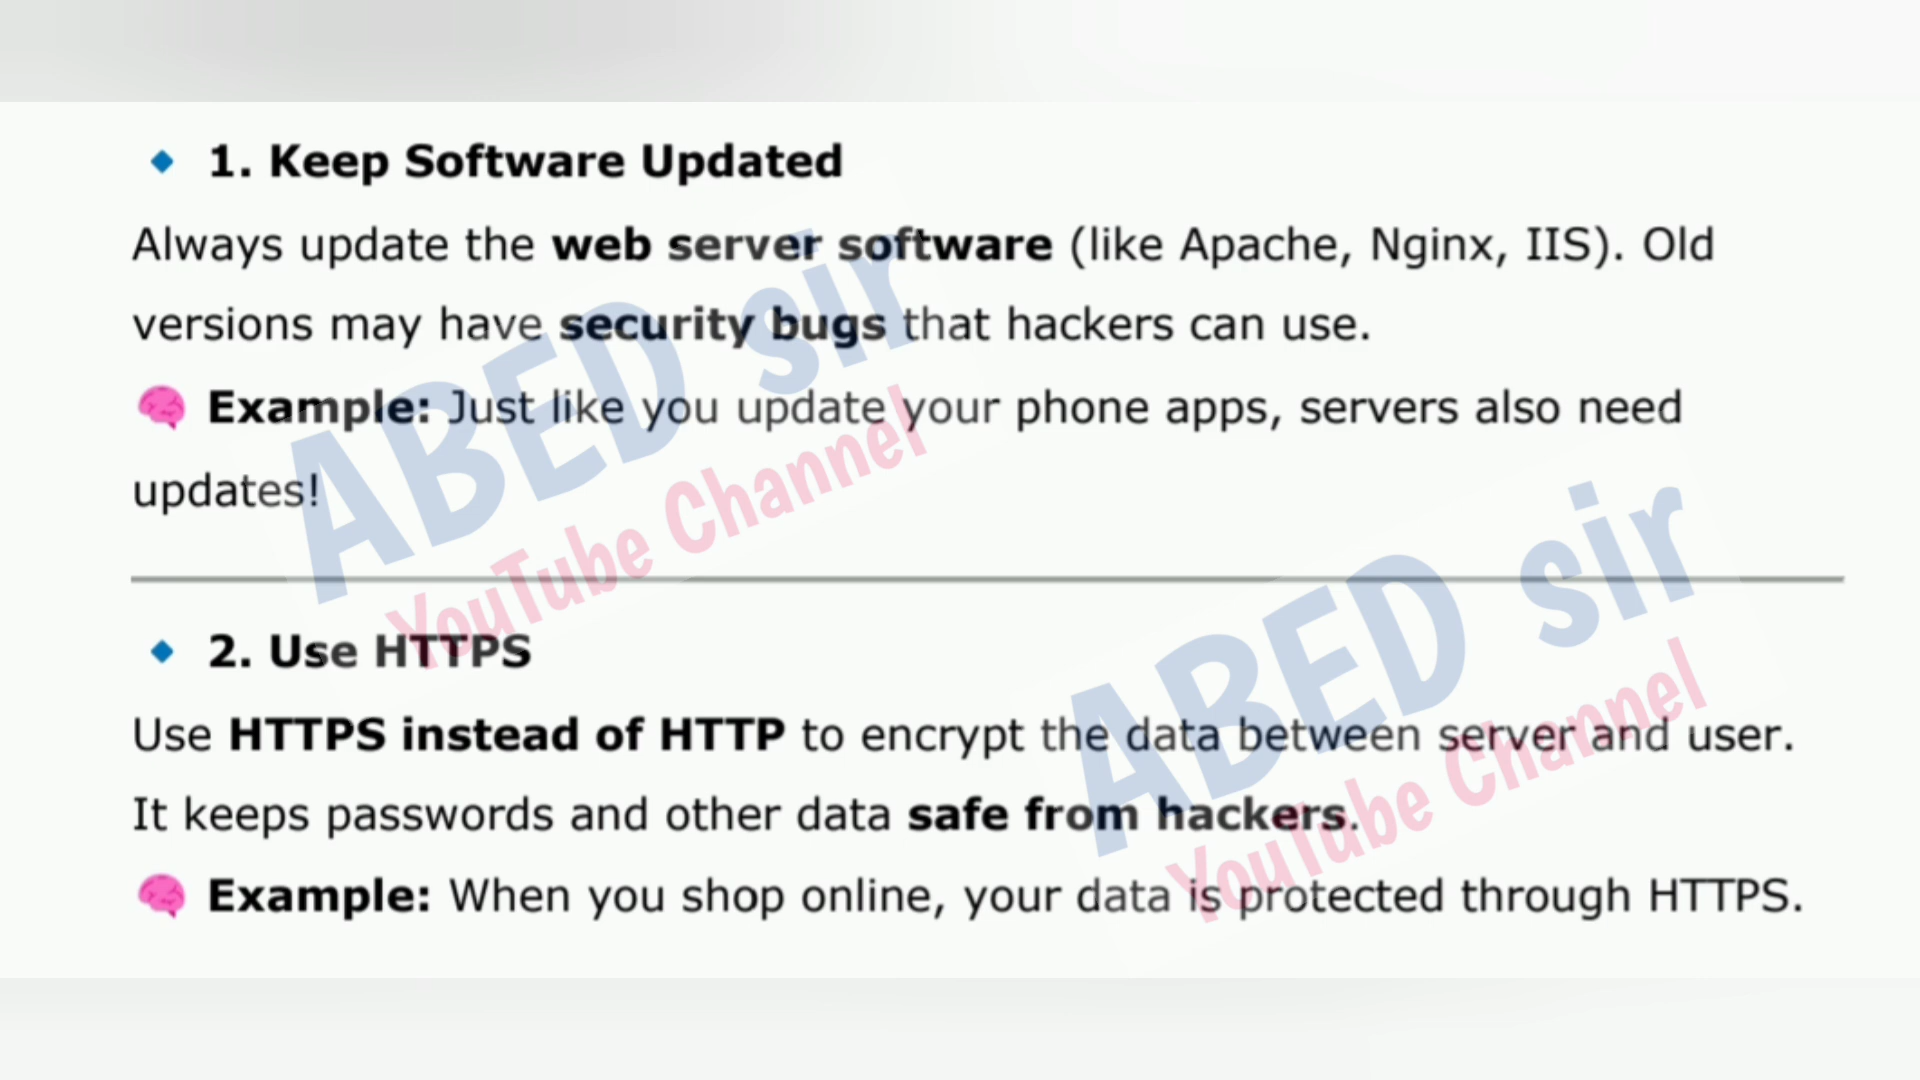 🔹 1. Keep Software Updated
Always update the web server software (like Apache, Nginx, IIS). Old
versions may have security bugs that hackers can use.
🧠 Example: Just like you update your phone apps, servers also need
updates!
🔹 2. Use HTTPS
Use HTTPS instead of HTTP to encrypt the data between server and user.
It keeps passwords and other data safe from hackers.
🧠 Example: When you shop online, your data is protected through HTTPS.
ABED sir
YouTube Channel
ABED sir
YouTube Channel